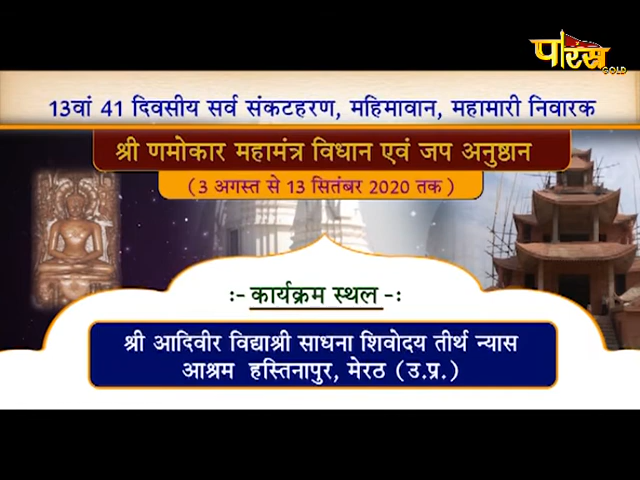 पारस
GOLD
13वां 41 दिवसीय सर्व संकटहरण, महिमावान, महामारी निवारक
श्री णमोकार महामंत्र विधान एवं जप अनुष्ठान
(3 अगस्त से 13 सितंबर 2020 तक)
:- कार्यक्रम स्थल -:
श्री आदिवीर विद्याश्री साधना शिवोदय तीर्थ न्यास
आश्रम हस्तिनापुर, मेरठ (उ.प्र.)